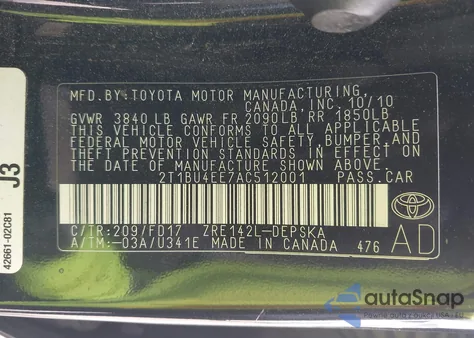 MFD.BY:TOYOTA MOTOR MANUFACTURING,
CANADA, INC. 10/10
GVWR 3840 LB GAWR FR 2090LB RR 1850LB
THIS VEHICLE CONFORMS TO ALL APPLICABLE
FEDERAL MOTOR VEHICLE SAFETY, BUMPER, AND
THEFT PREVENTION STANDARDS IN EFFECT ON
THE DATE OF MANUFACTURE SHOWN ABOVE.
2T1BU4EE7AC512001 PASS.CAR
C/TR:209/FD17 ZRE142L-DEPSKA
A/TM:-03A/U341E MADE IN CANADA 476
AD
TOYOTA
J3
42661-02C81
autoSnap